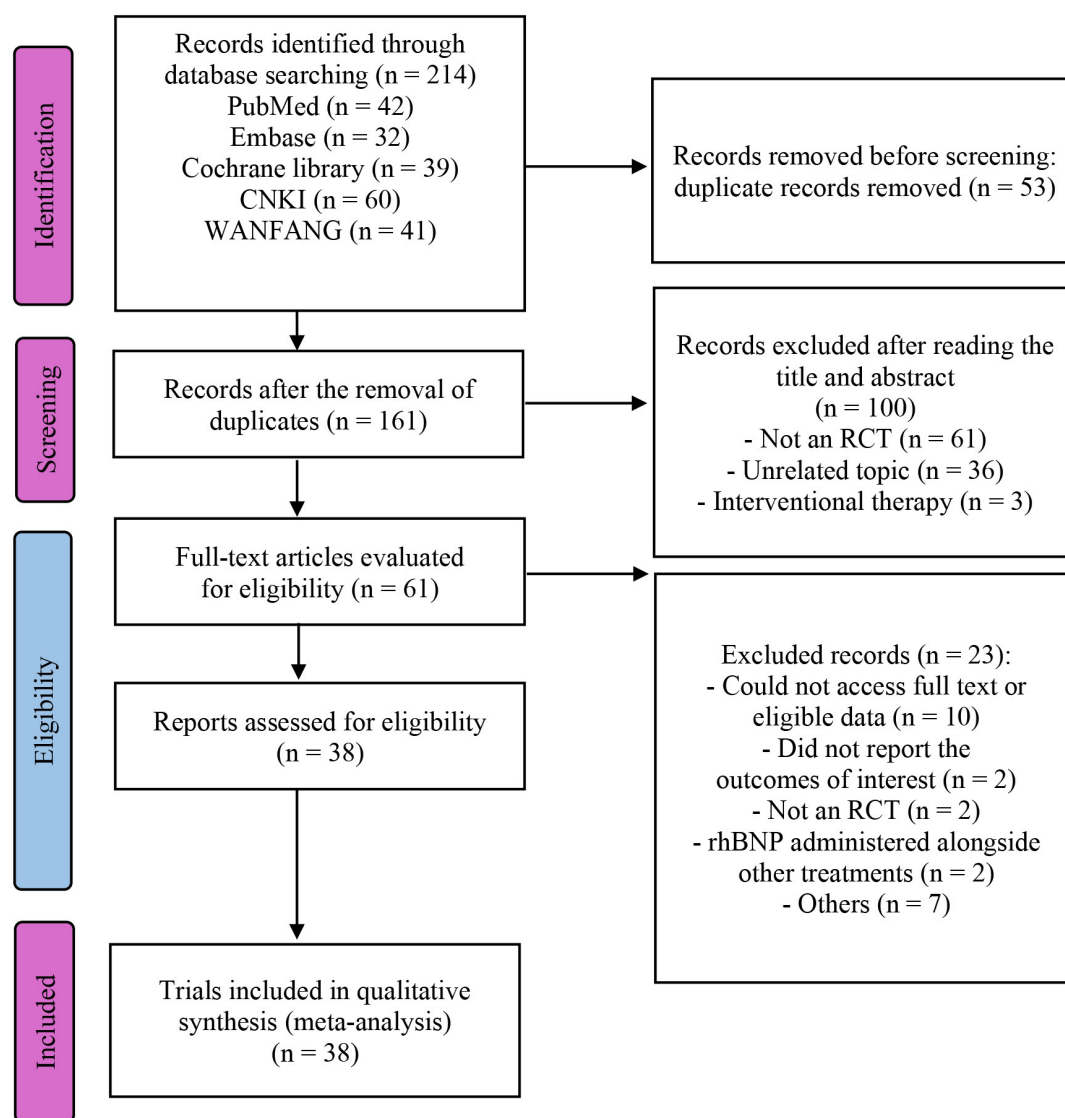 Identification
Records identified through
database searching (n = 214)
PubMed (n = 42)
Embase (n = 32)
Cochrane library (n = 39)
CNKI (n = 60)
WANFANG (n = 41)
Records removed before screening:
duplicate records removed (n = 53)
Screening
Records after the removal of
duplicates (n = 161)
Records excluded after reading the
title and abstract
(n = 100)
- Not an RCT (n = 61)
- Unrelated topic (n = 36)
- Interventional therapy (n = 3)
Eligibility
Full-text articles evaluated
for eligibility (n = 61)
Excluded records (n = 23):
- Could not access full text or
eligible data (n = 10)
- Did not report the
outcomes of interest (n = 2)
- Not an RCT (n = 2)
- rhBNP administered alongside
other treatments (n = 2)
- Others (n = 7)
Reports assessed for eligibility
(n = 38)
Included
Trials included in qualitative
synthesis (meta-analysis)
(n = 38)